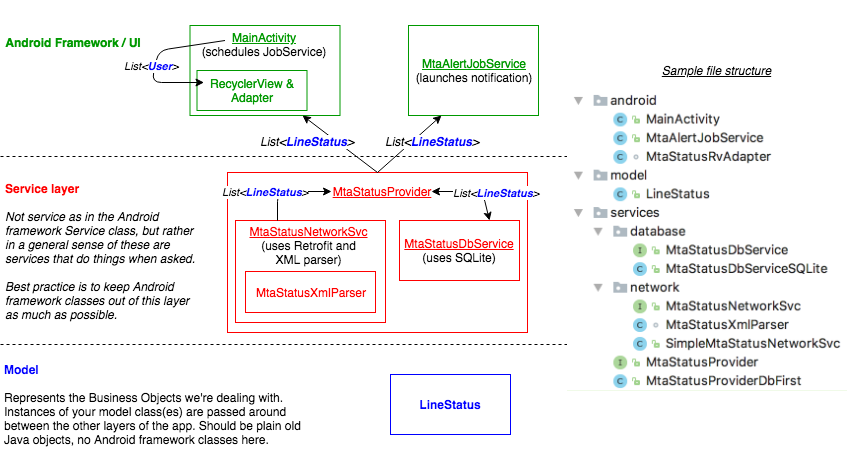 Android Framework / UI
MainActivity
(schedules JobService)
List<User>
RecyclerView &
Adapter
MtaAlertJobService
(launches notification)
List<LineStatus>
List<LineStatus>
Service layer
Not service as in the Android
framework Service class, but rather
in a general sense of these are
services that do things when asked.
Best practice is to keep Android
framework classes out of this layer
as much as possible.
List<LineStatus>
MtaStatusProvider
List<LineStatus>
MtaStatusNetworkSvc
(uses Retrofit and
XML parser)
MtaStatusXmlParser
MtaStatusDbService
(uses SQLite)
Model
Represents the Business Objects we're dealing with.
Instances of your model class(es) are passed around
between the other layers of the app. Should be plain old
Java objects, no Android framework classes here.
LineStatus
Sample file structure
android
C MainActivity
C MtaAlertJobService
C MtaStatusRvAdapter
model
C LineStatus
services
database
I MtaStatusDbService
C MtaStatusDbServiceSQLite
network
I MtaStatusNetworkSvc
C MtaStatusXmlParser
C SimpleMtaStatusNetworkSvc
I MtaStatusProvider
C MtaStatusProviderDbFirst